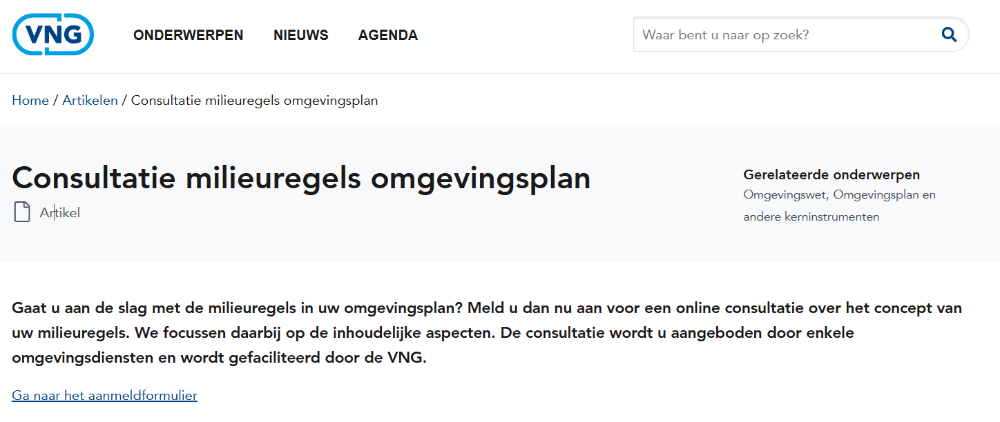 VNG
ONDERWERPEN NIEUWS AGENDA
Waar bent u naar op zoek?
Home / Artikelen / Consultatie milieuregels omgevingsplan
Consultatie milieuregels omgevingsplan
Artikel
Gerelateerde onderwerpen
Omgevingswet, Omgevingsplan en
andere kerninstrumenten
Gaat u aan de slag met de milieuregels in uw omgevingsplan? Meld u dan nu aan voor een online consultatie over het concept van
uw milieuregels. We focussen daarbij op de inhoudelijke aspecten. De consultatie wordt u aangeboden door enkele
omgevingsdiensten en wordt gefaciliteerd door de VNG.
Ga naar het aanmeldformulier